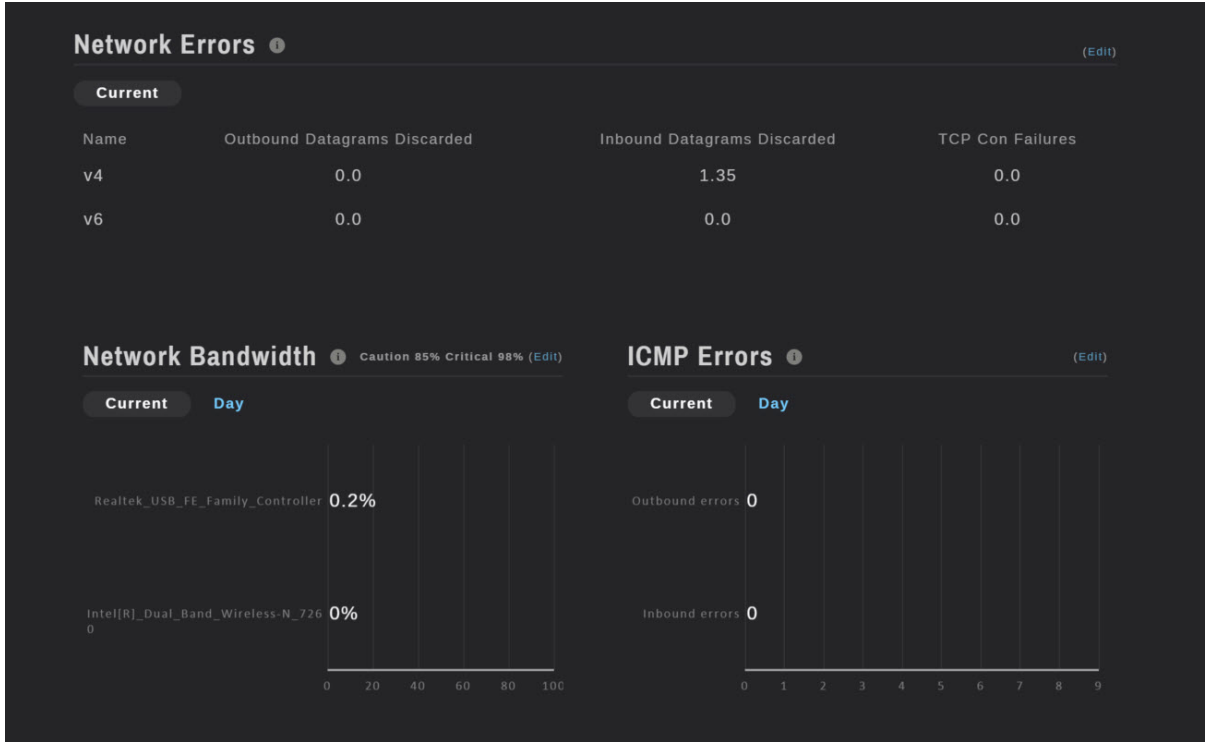 Network Errors i (Edit)
Current
Name Outbound Datagrams Discarded Inbound Datagrams Discarded TCP Con Failures
v4 0.0 1.35 0.0
v6 0.0 0.0 0.0
Network Bandwidth i Caution 85% Critical 98% (Edit)
Current Day
Realtek_USB_FE_Family_Controller 0.2%
Intel[R]_Dual_Band_Wireless-N_726 0%
0
0 20 40 60 80 100
ICMP Errors i (Edit)
Current Day
Outbound errors 0
Inbound errors 0
0 1 2 3 4 5 6 7 8 9